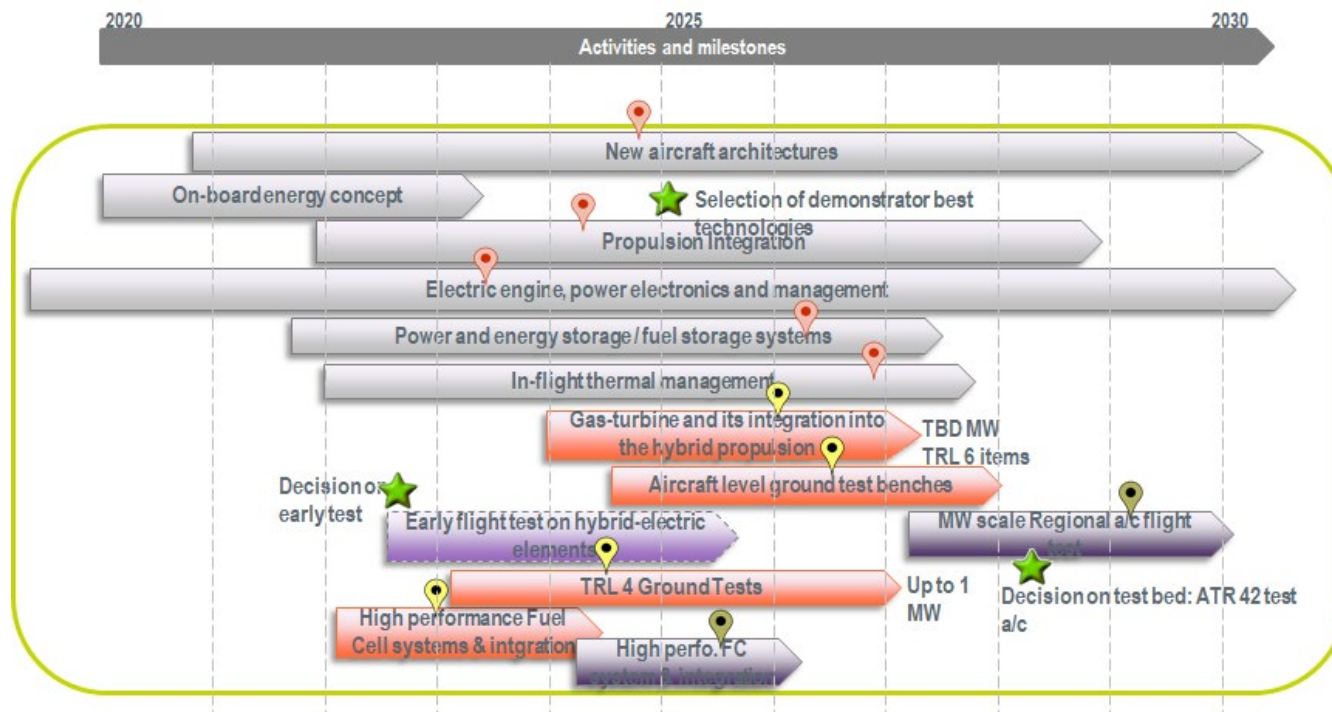 2020 2025 2030
Activities and milestones
New aircraft architectures
On-board energy concept
Selection of demonstrator best
technologies
Propulsion Integration
Electric engine, power electronics and management
Power and energy storage / fuel storage systems
In-flight thermal management
Gas-turbine and its integration into
the hybrid propulsion
TBD MW
TRL 6 items
Aircraft level ground test benches
Decision on
early test
Early flight test on hybrid-electric
elements
MW scale Regional a/c flight
test
TRL 4 Ground Tests
Up to 1
MW
Decision on test bed: ATR 42 test
a/c
High performance Fuel
Cell systems & intgration
High perfo. FC
system & integration